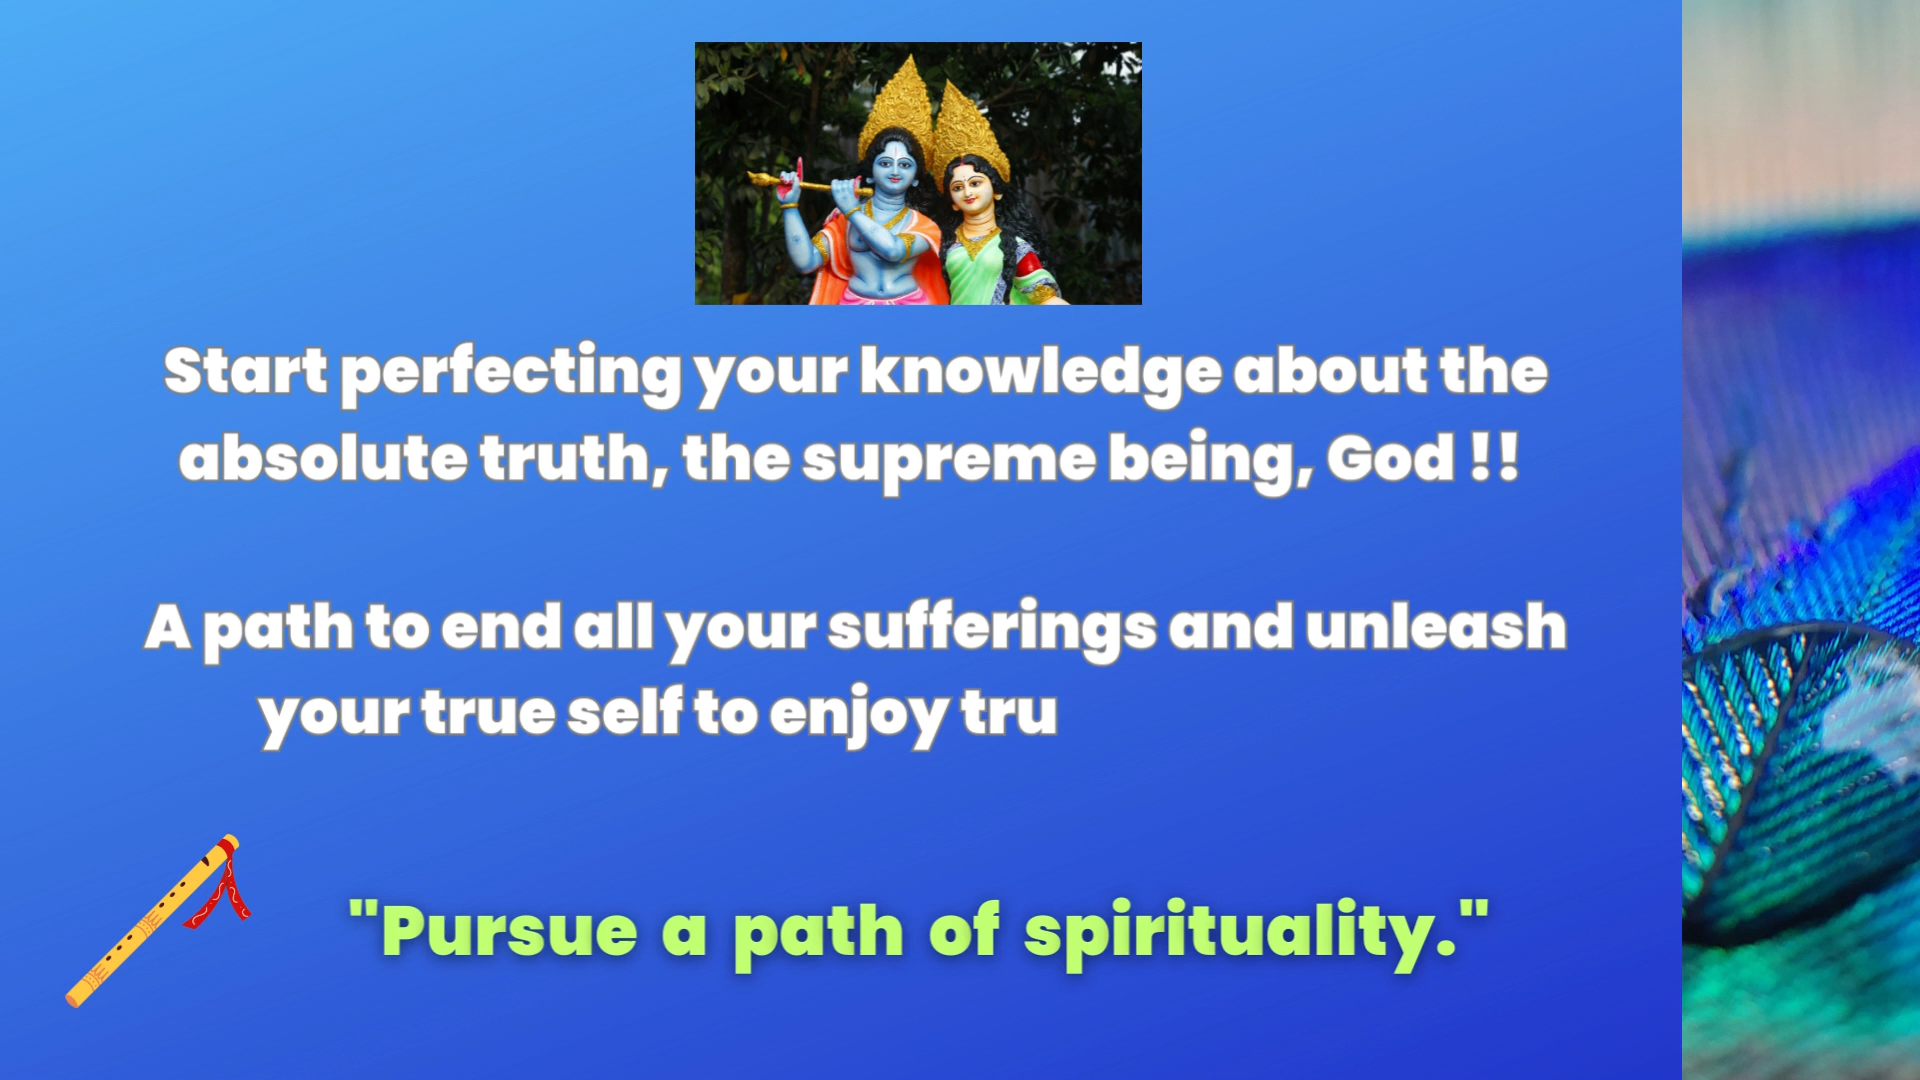 Start perfecting your knowledge about the
absolute truth, the supreme being, God !!
A path to end all your sufferings and unleash
your true self to enjoy tru
"Pursue a path of spirituality."